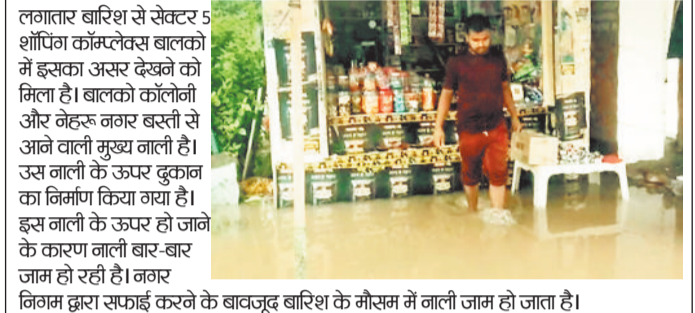 लगातार बारिश से सेक्टर 5
शॉपिंग कॉम्प्लेक्स बालको
में इसका असर देखने को
मिला है। बालको कॉलोनी
और नेहरू नगर बस्ती से
आने वाली मुख्य नाली है।
उस नाली के ऊपर दुकान
का निर्माण किया गया है।
इस नाली के ऊपर हो जाने
के कारण नाली बार-बार
जाम हो रही है। नगर
निगम द्वारा सफाई करने के बावजूद बारिश के मौसम में नाली जाम हो जाता है।